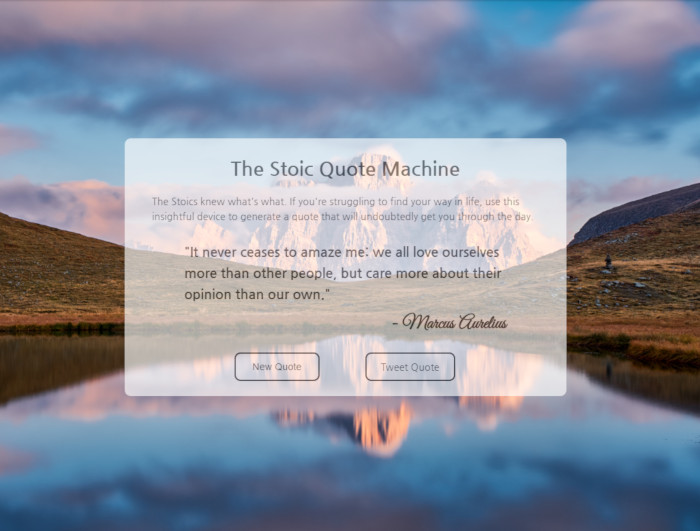 The Stoic Quote Machine
The Stoics knew what's what. If you're struggling to find your way in life, use this
insightful device to generate a quote that will undoubtedly get you through the day.
"It never ceases to amaze me: we all love ourselves
more than other people, but care more about their
opinion than our own."
- Marcus Aurelius
New Quote
Tweet Quote